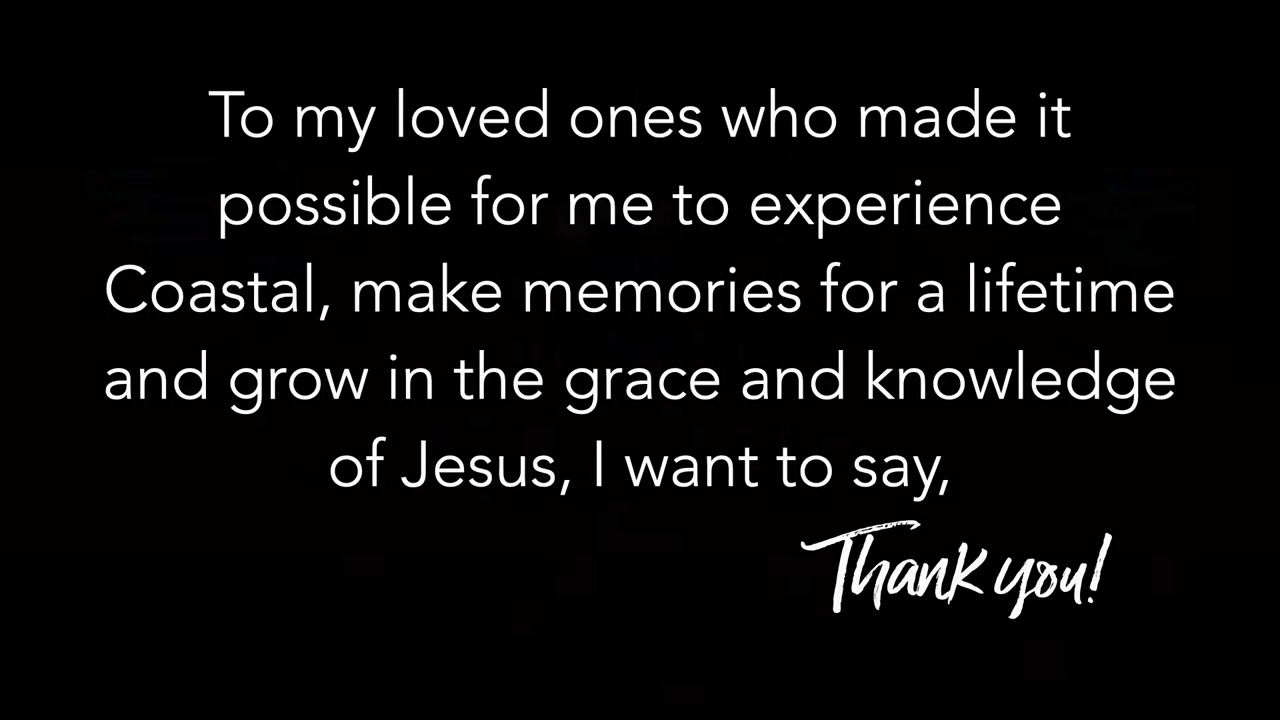 To my loved ones who made it
possible for me to experience
Coastal, make memories for a lifetime
and grow in the grace and knowledge
of Jesus, I want to say,
Thank you!